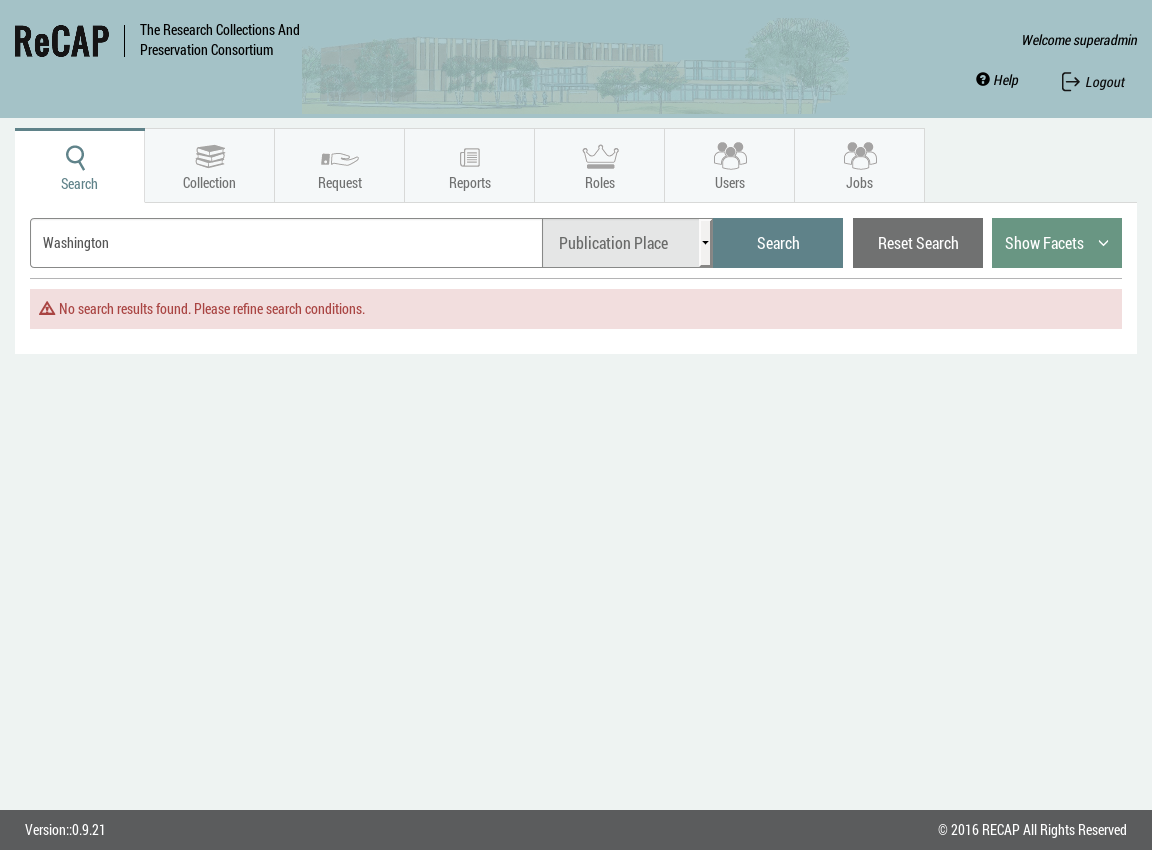 ReCAP
The Research Collections And
Preservation Consortium
Welcome superadmin
Help
Logout
Search
Collection
Request
Reports
Roles
Users
Jobs
Washington
Publication Place
Search
Reset Search
Show Facets
No search results found. Please refine search conditions.
Version::0.9.21
© 2016 RECAP All Rights Reserved